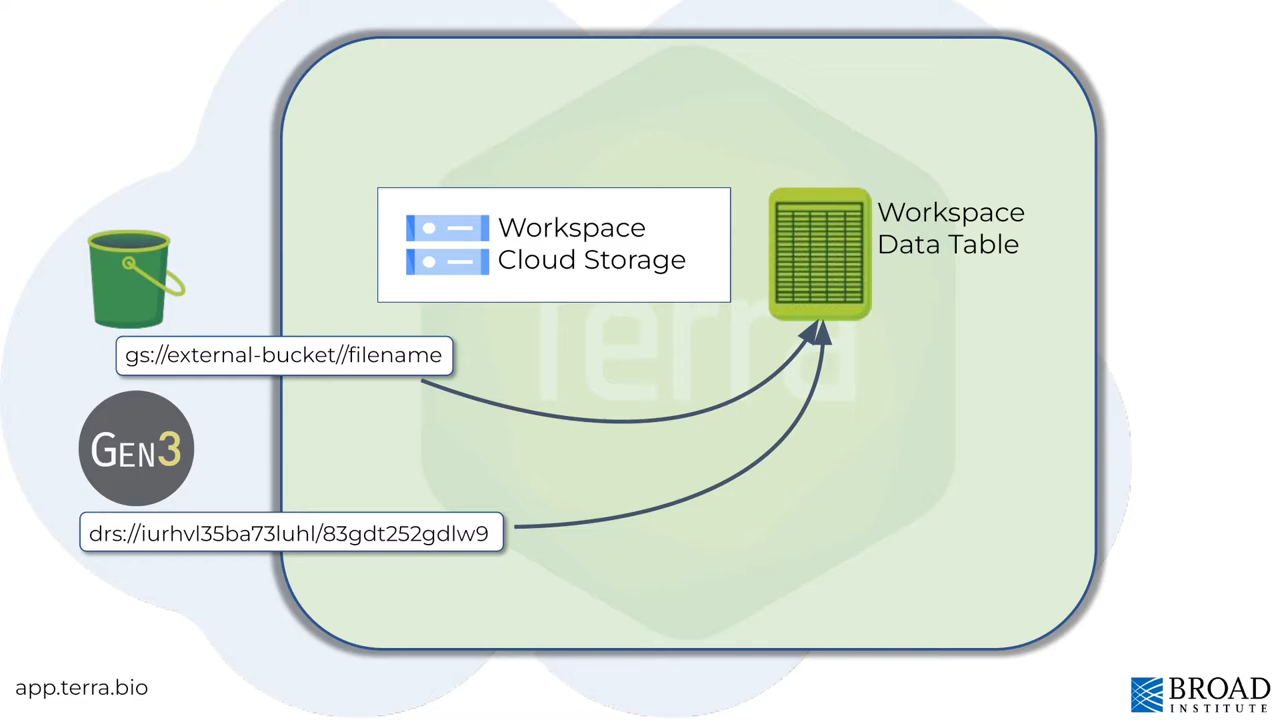 Workspace
Cloud Storage
Workspace
Data Table
Terra
gs://external-bucket//filename
GEN3
drs://iurhvl35ba73luhl/83gdt252gdlw9
app.terra.bio
BROAD
INSTITUTE